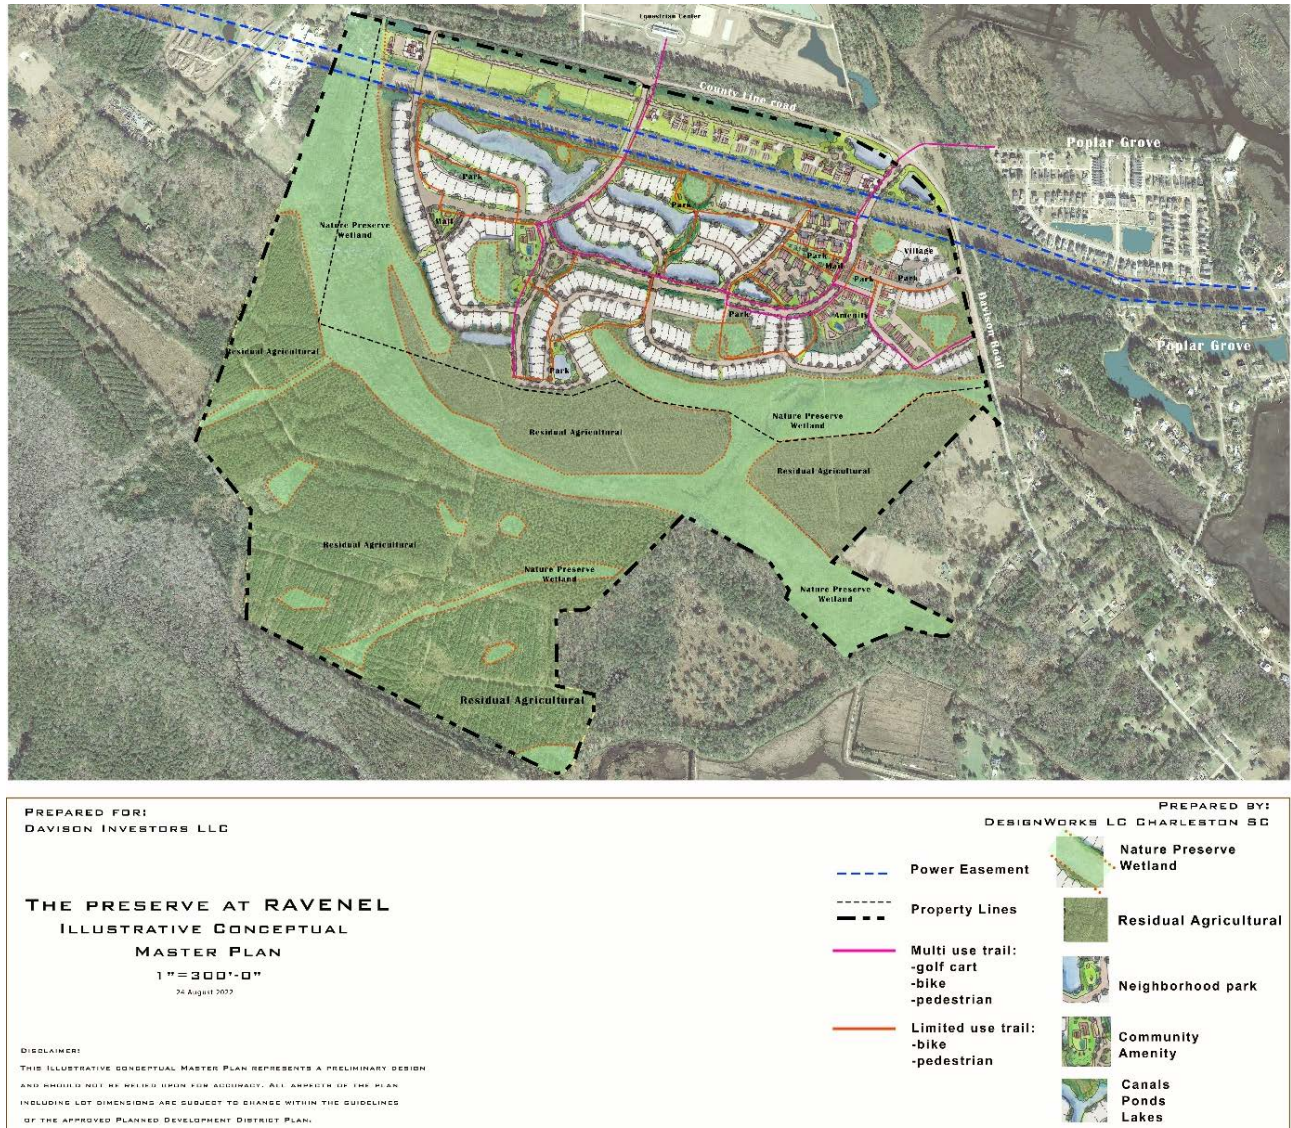 Equestrian Center
County Line road
Poplar Grove
Park
Mail
Nature Preserve
Wetland
Park
Village
Park
Mail
Park
Park
Davison Road
Park
Amenity
Poplar Grove
Residual Agricultural
Park
Nature Preserve
Wetland
Residual Agricultural
Residual Agricultural
Residual Agricultural
Nature Preserve
Wetland
Nature Preserve
Wetland
Residual Agricultural
PREPARED FOR:
DAVISON INVESTORS LLC
THE PRESERVE AT RAVENEL
ILLUSTRATIVE CONCEPTUAL
MASTER PLAN
1"=300'-0"
24 August 2022
DISCLAIMER:
THIS ILLUSTRATIVE CONCEPTUAL MASTER PLAN REPRESENTS A PRELIMINARY DESIGN
AND SHOULD NOT BE RELIED UPON FOR ACCURACY. ALL ASPECTS OF THE PLAN
INCLUDING LOT DIMENSIONS ARE SUBJECT TO CHANGE WITHIN THE GUIDELINES
OF THE APPROVED PLANNED DEVELOPMENT DISTRICT PLAN.
PREPARED BY:
DESIGNWORKS LC CHARLESTON SC
Power Easement
Property Lines
Multi use trail:
-golf cart
-bike
-pedestrian
Limited use trail:
-bike
-pedestrian
Nature Preserve
Wetland
Residual Agricultural
Neighborhood park
Community
Amenity
Canals
Ponds
Lakes